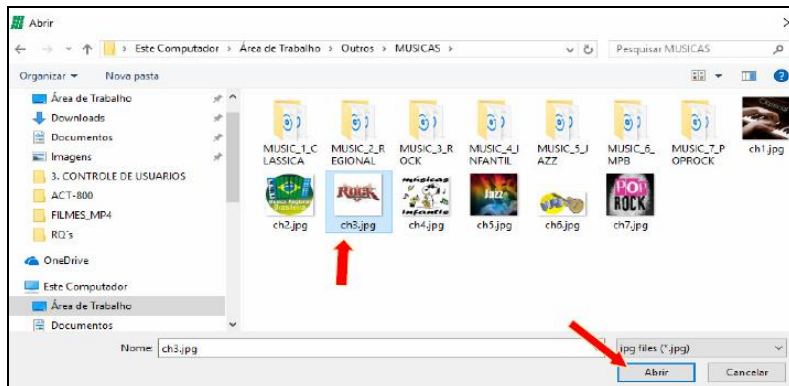 Abrir
Este Computador > Área de Trabalho > Outros > MUSICAS >
Pesquisar MUSICAS
Organizar
Nova pasta
?
Área de Trabalho
Downloads
Documentos
Imagens
3. CONTROLE DE USUARIOS
ACT-800
FILMES_MP4
RQ's
OneDrive
Este Computador
Área de Trabalho
Documentos
MUSIC_1_C
LASSICA
MUSIC_2_R
EGIONAL
MUSIC_3_R
OCK
MUSIC_4_I
NFANTIL
MUSIC_5_J
AZZ
MUSIC_6_
MPB
MUSIC_7_P
OPROCK
Classical
ch1.jpg
ch2.jpg
Rock
ch3.jpg
músicas
infantis
ch4.jpg
Jazz
ch5.jpg
ch6.jpg
POP
ROCK
ch7.jpg
Nome: ch3.jpg
jpg files (*.jpg)
Abrir
Cancelar